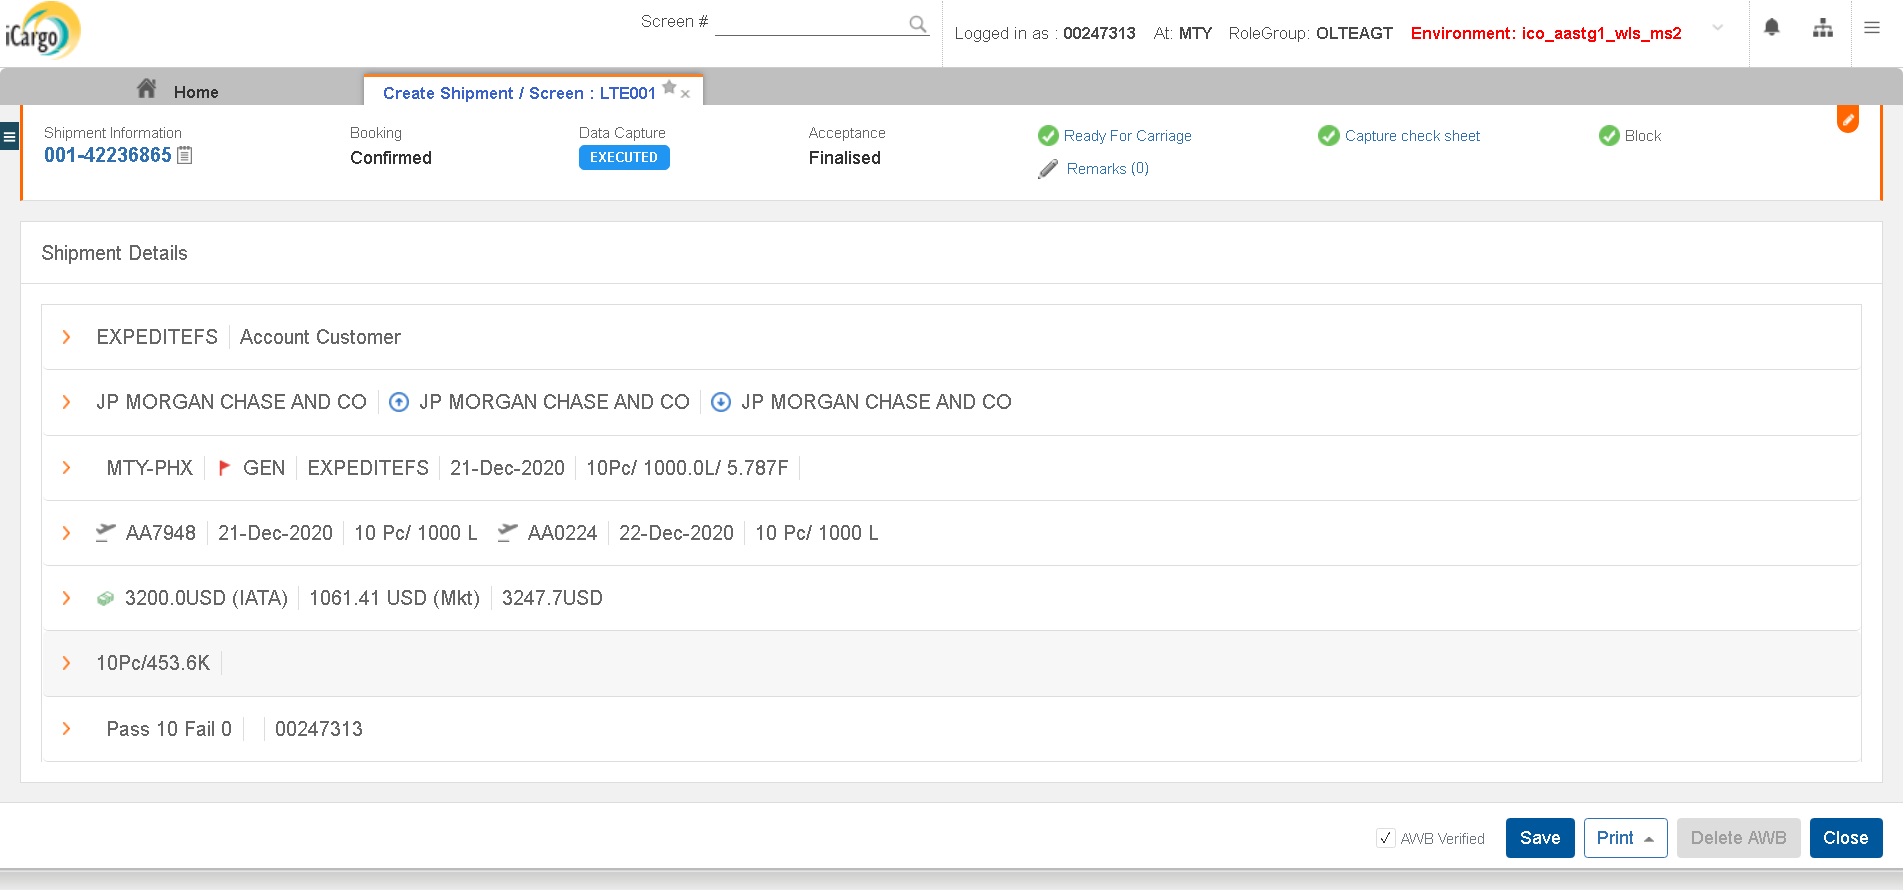 iCargo
Screen #
Logged in as : 00247313 At: MTY RoleGroup: OLTEAGT Environment: ico_aastg1_wls_ms2
Home
Create Shipment / Screen : LTE001
Shipment Information
001-42236865
Booking
Confirmed
Data Capture
EXECUTED
Acceptance
Finalised
Ready For Carriage
Remarks (0)
Capture check sheet
Block
Shipment Details
EXPEDITEFS Account Customer
JP MORGAN CHASE AND CO JP MORGAN CHASE AND CO JP MORGAN CHASE AND CO
MTY-PHX GEN EXPEDITEFS 21-Dec-2020 10Pc/ 1000.0L/ 5.787F
AA7948 21-Dec-2020 10 Pc/ 1000 L AA0224 22-Dec-2020 10 Pc/ 1000 L
3200.0USD (IATA) 1061.41 USD (Mkt) 3247.7USD
10Pc/453.6K
Pass 10 Fail 0 00247313
AWB Verified Save Print Delete AWB Close